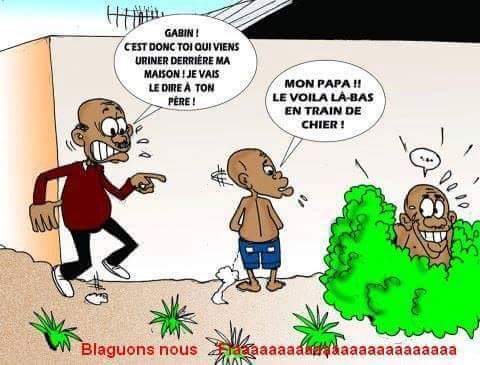 GABIN !
C'EST DONC TOI QUI VIENS
URINER DERRIÈRE MA
MAISON ! JE VAIS
LE DIRE À TON
PÈRE !
MON PAPA !!
LE VOILA LÀ-BAS
EN TRAIN DE
CHIER !
...
Blaguons nous Fiaaaaaaaaaaaaaaaaaaaaaaaaaa